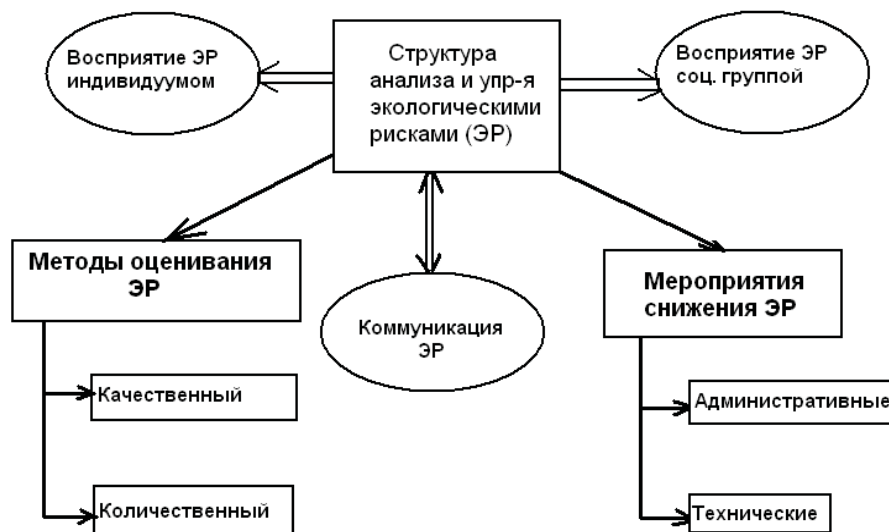 Восприятие ЭР
индивидуумом
Структура
анализа и упр-я
экологическими
рисками (ЭР)
Восприятие ЭР
соц. группой
Методы оценивания
ЭР
Коммуникация
ЭР
Мероприятия
снижения ЭР
Качественный
Количественный
Административные
Технические